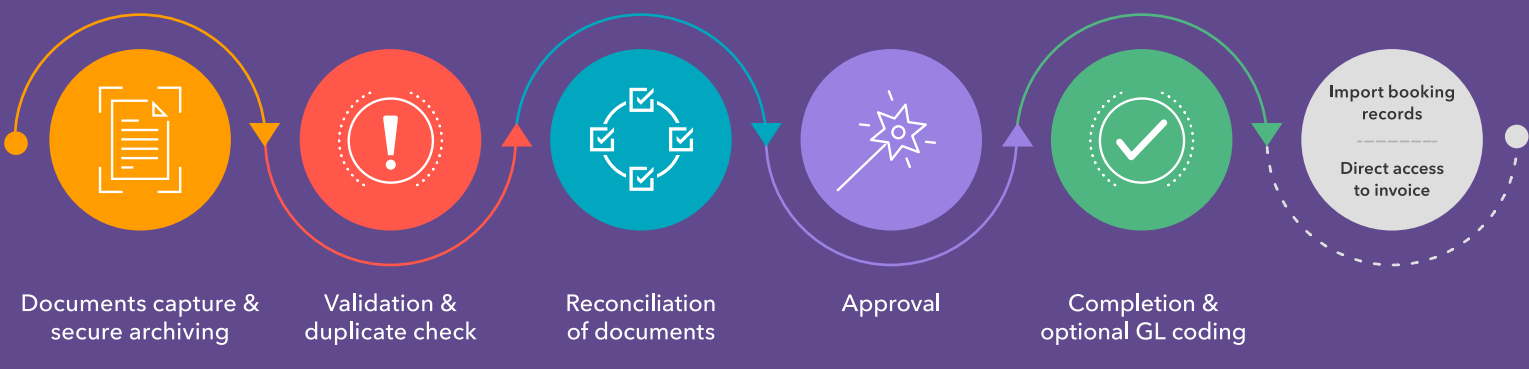 Documents capture &
secure archiving
Validation &
duplicate check
Reconciliation
of documents
Approval
Completion &
optional GL coding
Import booking
records
Direct access
to invoice